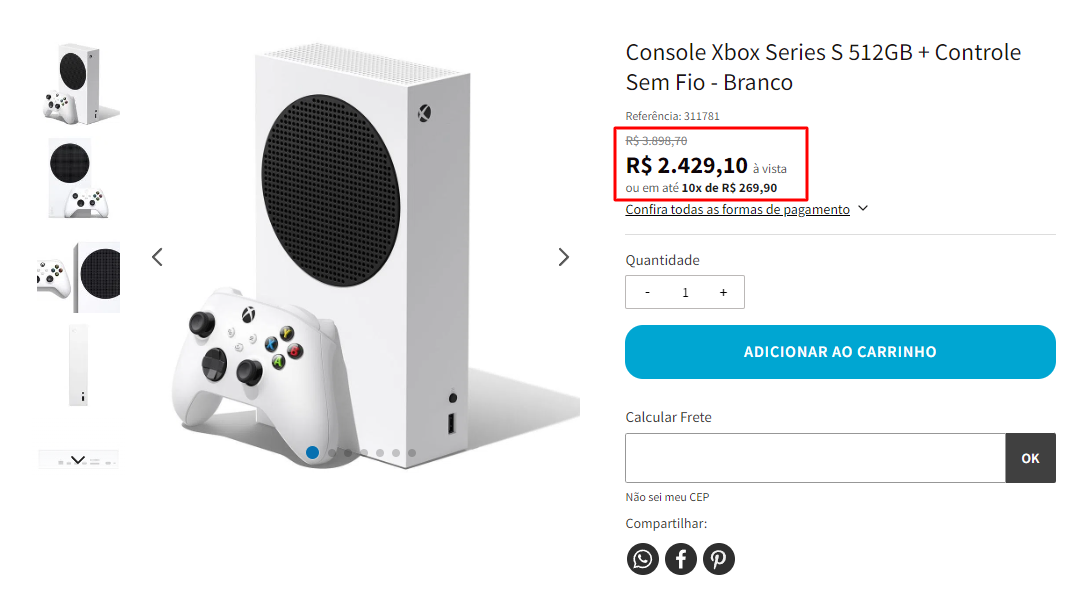 Console Xbox Series S 512GB + Controle
Sem Fio - Branco
Referência: 311781
R$ 3.898,70
R$ 2.429,10 à vista
ou em até 10x de R$ 269,90
Confira todas as formas de pagamento
Quantidade
- 1 +
ADICIONAR AO CARRINHO
Calcular Frete
OK
Não sei meu CEP
Compartilhar:
Y
X
B
A